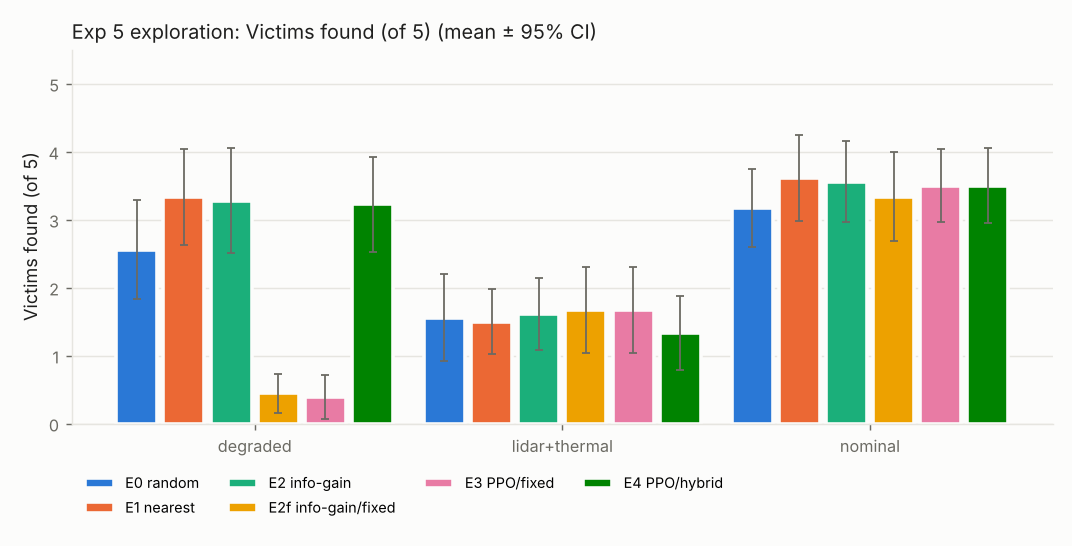 Exp 5 exploration: Victims found (of 5) (mean ± 95% CI)
Victims found (of 5)
5
4
3
2
1
0
degraded
lidar+thermal
nominal
E0 random
E2 info-gain
E3 PPO/fixed
E4 PPO/hybrid
E1 nearest
E2f info-gain/fixed